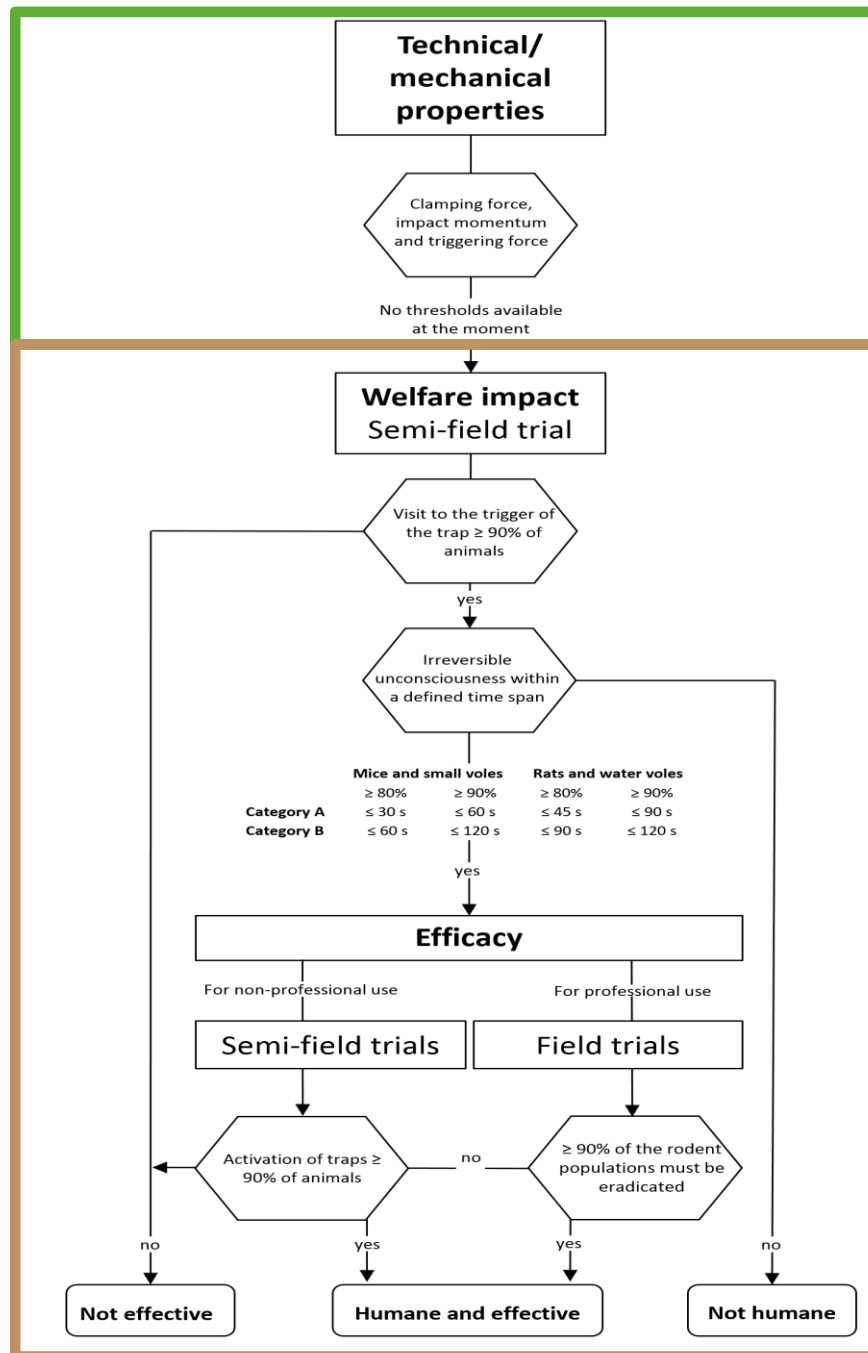 Technical/
mechanical
properties
Clamping force,
impact momentum
and triggering force
No thresholds available
at the moment
Welfare impact
Semi-field trial
Visit to the trigger of
the trap ≥ 90% of
animals
yes
Irreversible
unconsciousness within
a defined time span
Mice and small voles Rats and water voles
≥ 80% ≥ 90% ≥ 80% ≥ 90%
Category A ≤ 30 s ≤ 60 s ≤ 45 s ≤ 90 s
Category B ≤ 60 s ≤ 120 s ≤ 90 s ≤ 120 s
yes
Efficacy
For non-professional use For professional use
Semi-field trials Field trials
Activation of traps ≥
90% of animals
no
≥ 90% of the rodent
populations must be
eradicated
no yes yes no
Not effective Humane and effective Not humane